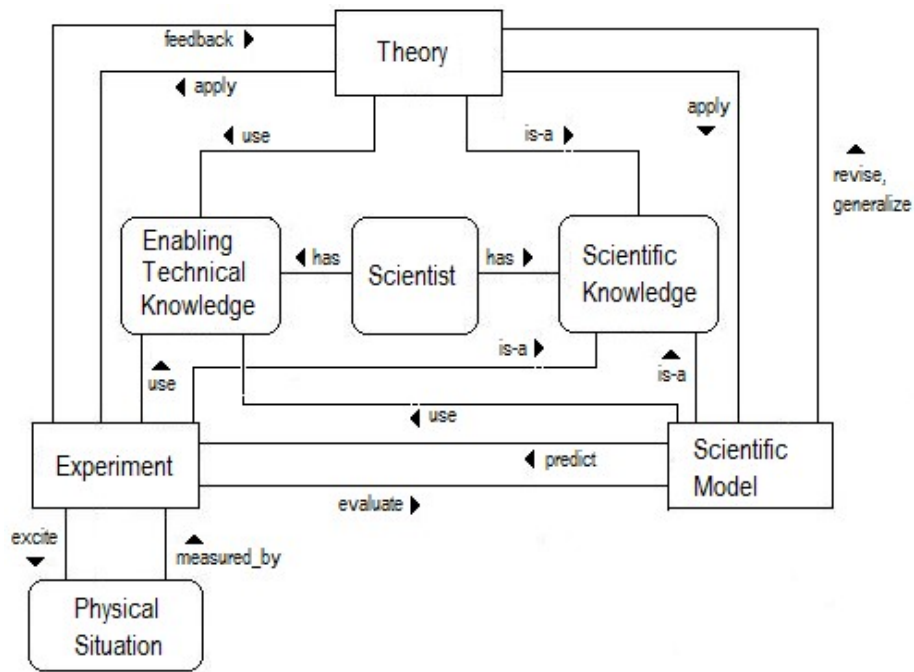 feedback
Theory
apply
apply
use
is-a
revise,
generalize
Enabling
Technical
Knowledge
has
Scientist
has
Scientific
Knowledge
is-a
is-a
use
use
Experiment
predict
Scientific
Model
evaluate
excite
measured_by
Physical
Situation